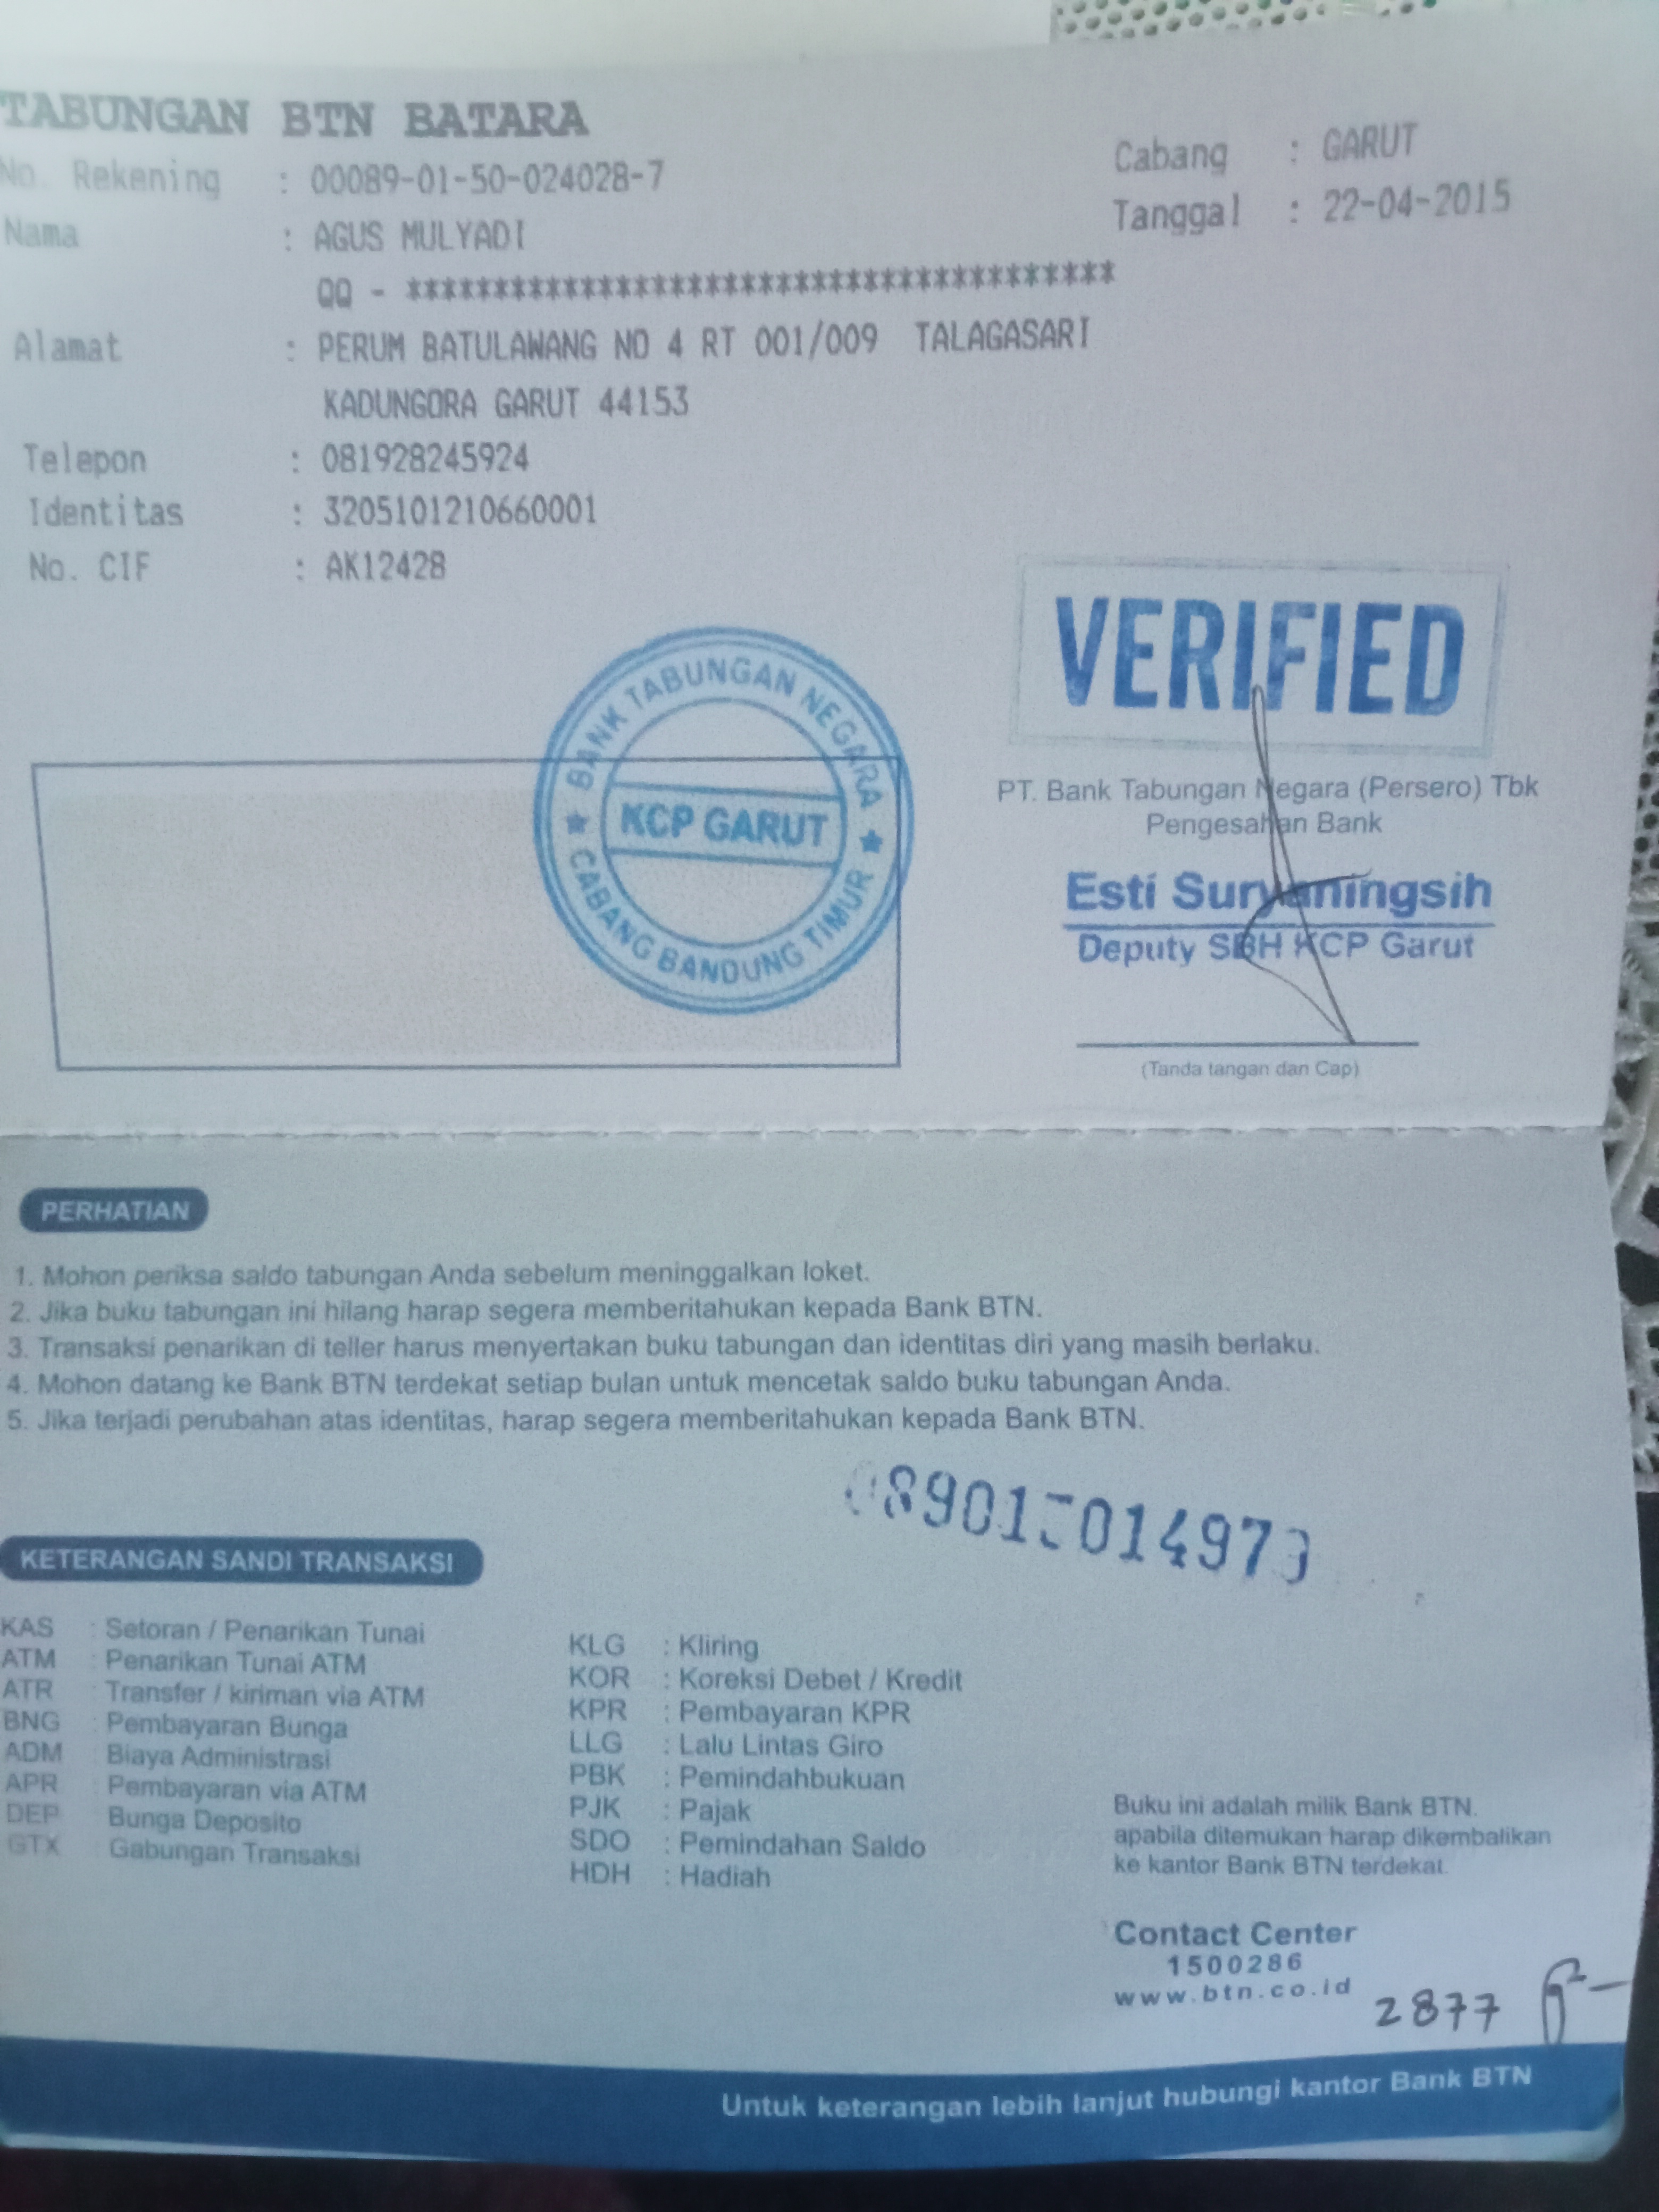 TABUNGAN BTN BATARA
No. Rekening : 00089-01-50-024028-7
Cabang : GARUT
Nama : AGUS MULYADI
Tanggal : 22-04-2015
QQ - *****************************************
Alamat : PERUM BATULAWANG NO 4 RT 001/009 TALAGASARI
KADUNGORA GARUT 44153
Telepon : 081928245924
Identitas : 3205101210660001
No. CIF : AK12428
VERIFIED
BANK TABUNGAN NEGARA
KCP GARUT
CABANG BANDUNG TIMUR
PT. Bank Tabungan Negara (Persero) Tbk
Pengesahan Bank
Esti Suryaningsih
Deputy SBH KCP Garut
(Tanda tangan dan Cap)
PERHATIAN
1. Mohon periksa saldo tabungan Anda sebelum meninggalkan loket.
2. Jika buku tabungan ini hilang harap segera memberitahukan kepada Bank BTN.
3. Transaksi penarikan di teller harus menyertakan buku tabungan dan identitas diri yang masih berlaku.
4. Mohon datang ke Bank BTN terdekat setiap bulan untuk mencetak saldo buku tabungan Anda.
5. Jika terjadi perubahan atas identitas, harap segera memberitahukan kepada Bank BTN.
KETERANGAN SANDI TRANSAKSI
KAS : Setoran / Penarikan Tunai
ATM : Penarikan Tunai ATM
ATR : Transfer / kiriman via ATM
BNG : Pembayaran Bunga
ADM : Biaya Administrasi
APR : Pembayaran via ATM
DEP : Bunga Deposito
GTX : Gabungan Transaksi
KLG : Kliring
KOR : Koreksi Debet / Kredit
KPR : Pembayaran KPR
LLG : Lalu Lintas Giro
PBK : Pemindahbukuan
PJK : Pajak
SDO : Pemindahan Saldo
HDH : Hadiah
Buku ini adalah milik Bank BTN.
apabila ditemukan harap dikembalikan
ke kantor Bank BTN terdekat.
Contact Center
1500286
www.btn.co.id
2877
Untuk keterangan lebih lanjut hubungi kantor Bank BTN